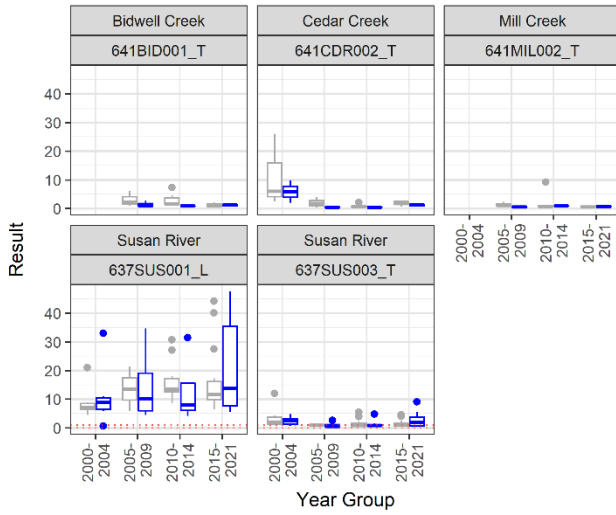 Bidwell Creek
Cedar Creek
Mill Creek
641BID001_T
641CDR002_T
641MIL002_T
40
30
20
10
0
2000-
2004
2005-
2009
2010-
2014
2015-
2021
Susan River
Susan River
637SUS001_L
637SUS003_T
40
30
20
10
0
2000-
2004
2005-
2009
2010-
2014
2015-
2021
2000-
2004
2005-
2009
2010-
2014
2015-
2021
Result
Year Group